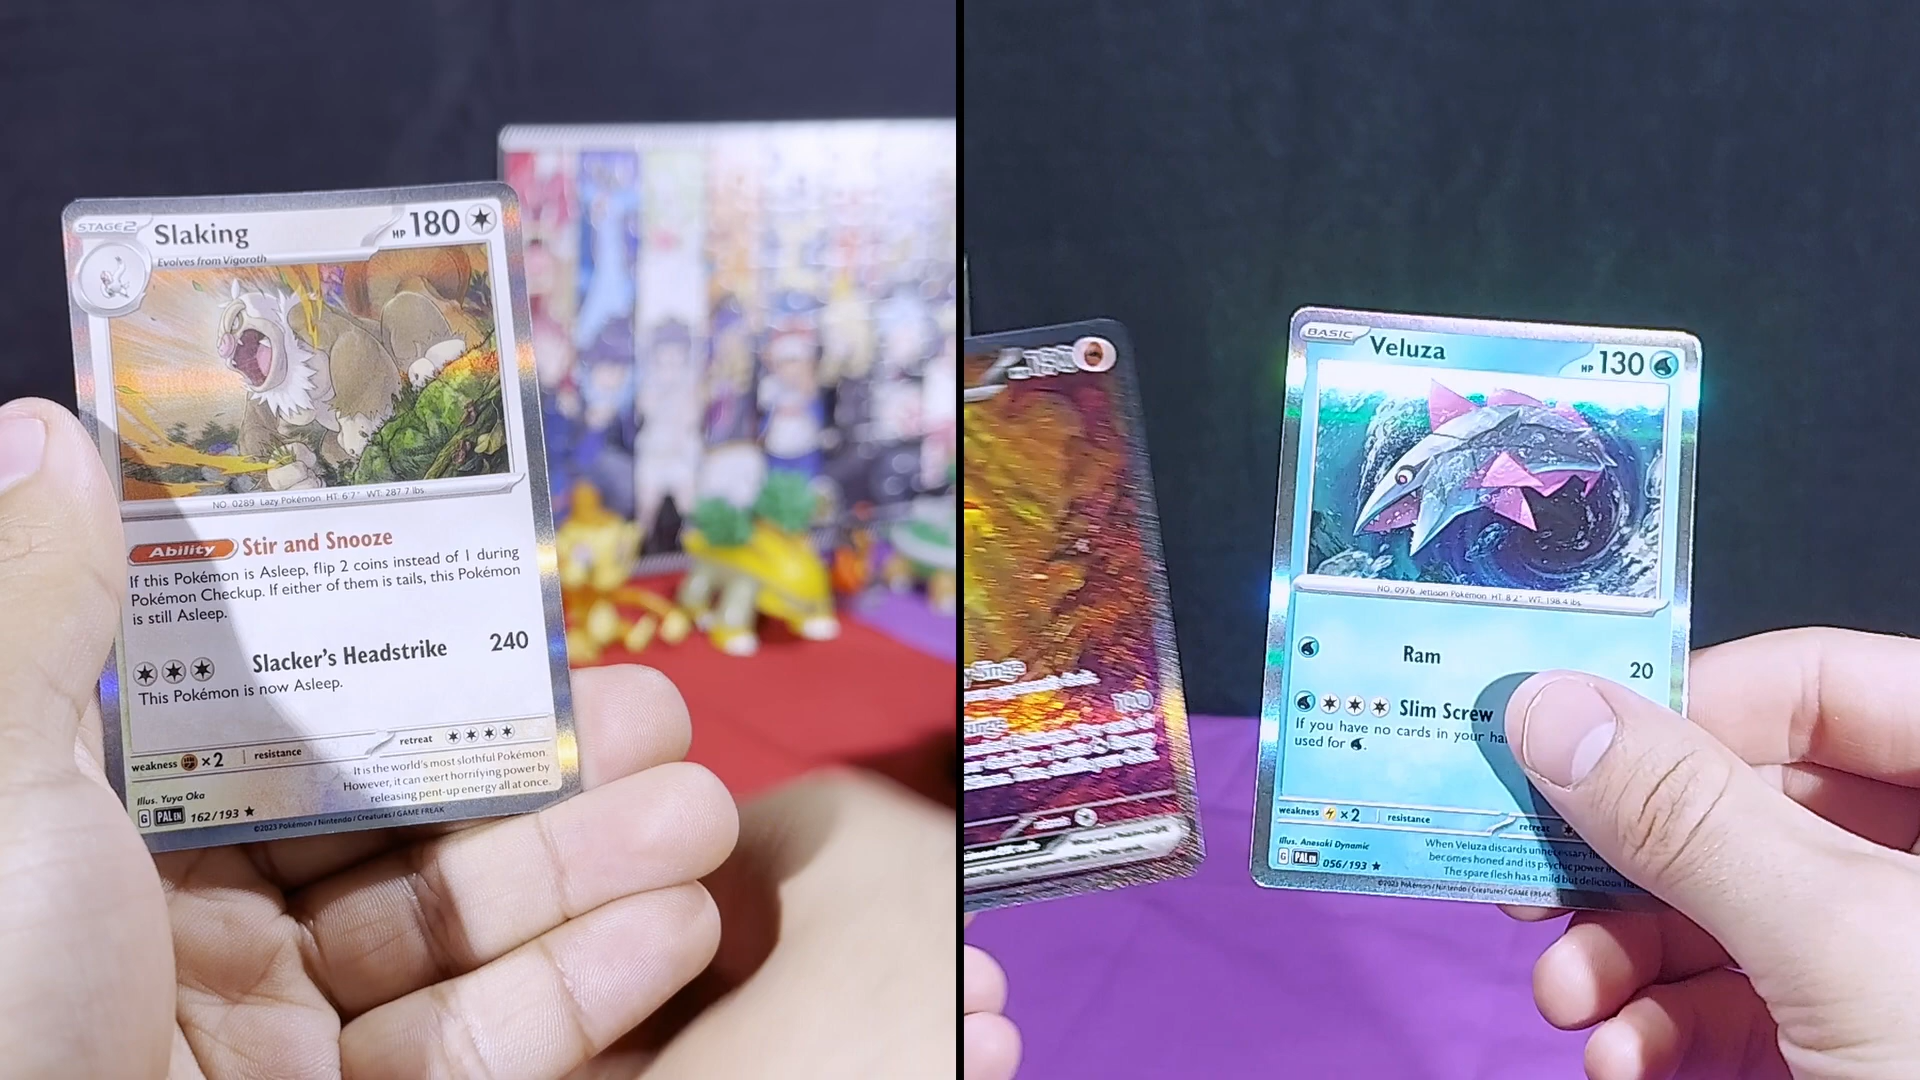 STAGE2
Slaking
HP 180
Evolves from Vigoroth
NO. 0289 Lazy Pokémon HT: 6'7" WT: 287.7 lbs
Ability Stir and Snooze
If this Pokémon is Asleep, flip 2 coins instead of 1 during
Pokémon Checkup. If either of them is tails, this Pokémon
is still Asleep.
Slacker's Headstrike 240
This Pokémon is now Asleep.
weakness ×2 resistance retreat
It is the world's most slothful Pokémon.
However, it can exert horrifying power by
releasing pent-up energy all at once.
Illus. Yuya Oka
G PAL EN 162/193 ★
©2023 Pokémon / Nintendo / Creatures / GAME FREAK
BASIC
Veluza
HP 130
NO. 0976 Jettison Pokémon HT: 8'2" WT: 198.4 lbs
Ram 20
Slim Screw
If you have no cards in your
used for
weakness ×2 resistance retreat
Illus. Anesaki Dynamic
When Veluza discards
becomes honed and its psychic power
The spare flesh has a mild but delicious
G PAL EN 056/193 ★
©2023 Pokémon / Nintendo / Creatures / GAME FREAK